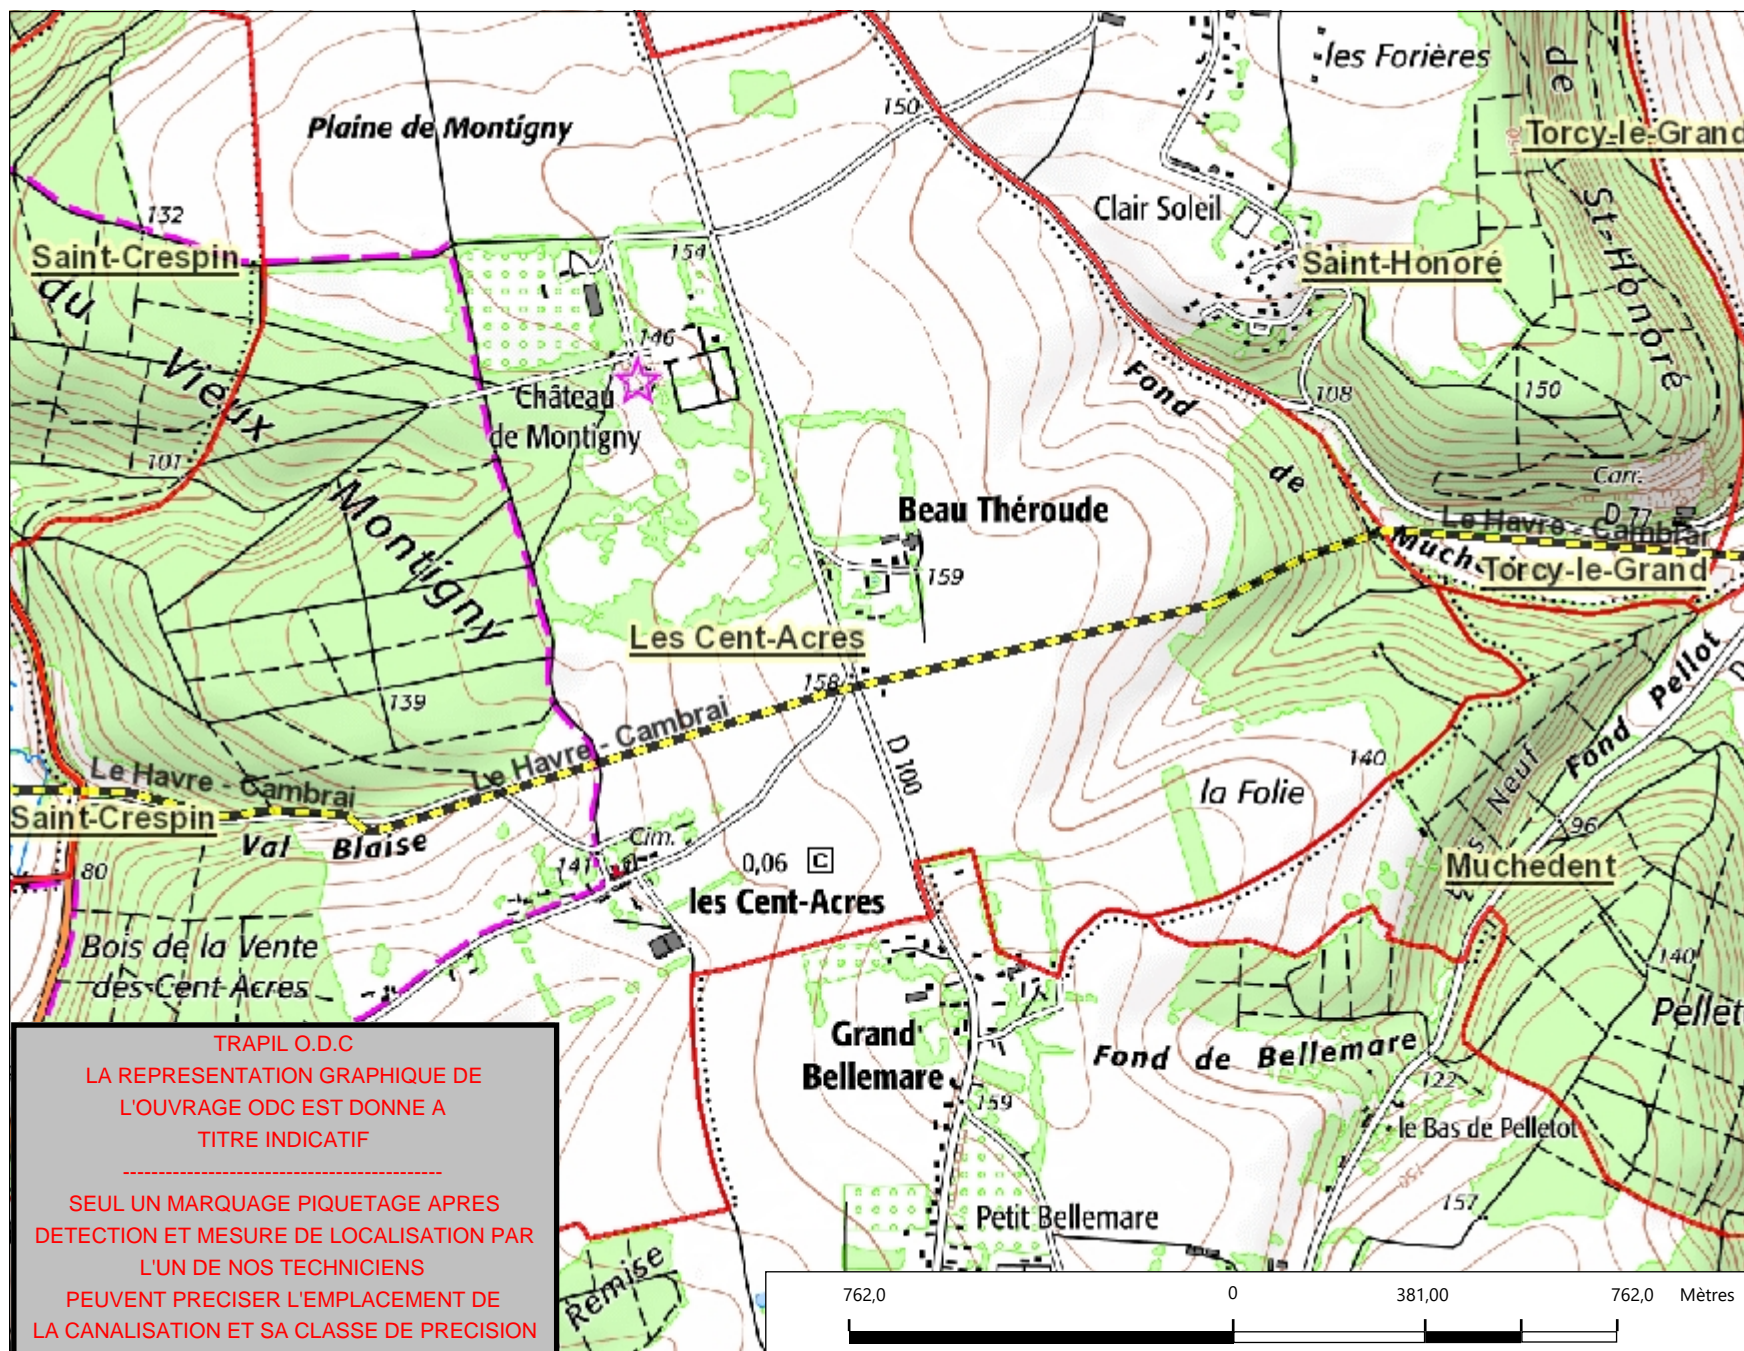 les Forières
de
150
Torcy-le-Grand
Plaine de Montigny
St-Honoré
Clair Soleil
132
154
Saint-Crespin
Saint-Honoré
du
Vieux
Montigny
146
Château
de Montigny
Fond
de
108
150
101
Carr.
D 77
Beau Théroude
Le Havre - Cambrai
Torcy-le-Grand
159
Les Cent-Acres
158
139
Le Havre - Cambrai
D 100
Fond Pellot
D
140
la Folie
Neuf
Le Havre - Cambrai
Saint-Crespin
Val Blaise
Cim.
141
0,06 C
96
80
Muchedent
les Cent-Acres
Bois de la Vente
des Cent Acres
140
Pellet
Grand
Bellemare
Fond de Bellemare
122
159
le Bas de Pelletot
150
157
Petit Bellemare
Remise
TRAPIL O.D.C
LA REPRESENTATION GRAPHIQUE DE
L'OUVRAGE ODC EST DONNE A
TITRE INDICATIF
---------------------------------------------
SEUL UN MARQUAGE PIQUETAGE APRES
DETECTION ET MESURE DE LOCALISATION PAR
L'UN DE NOS TECHNICIENS
PEUVENT PRECISER L'EMPLACEMENT DE
LA CANALISATION ET SA CLASSE DE PRECISION
762,0 0 381,00 762,0 Mètres